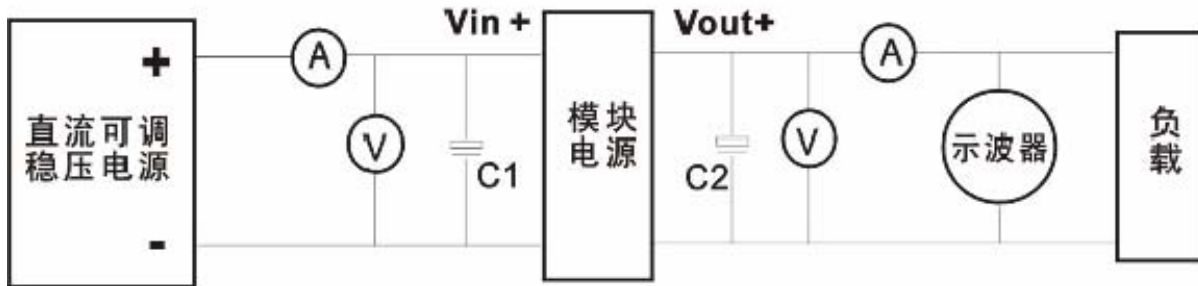 Vin +
Vout+
+
A
A
直流可调
稳压电源
V
C1
模块
电源
C2
V
示波器
负
载
-